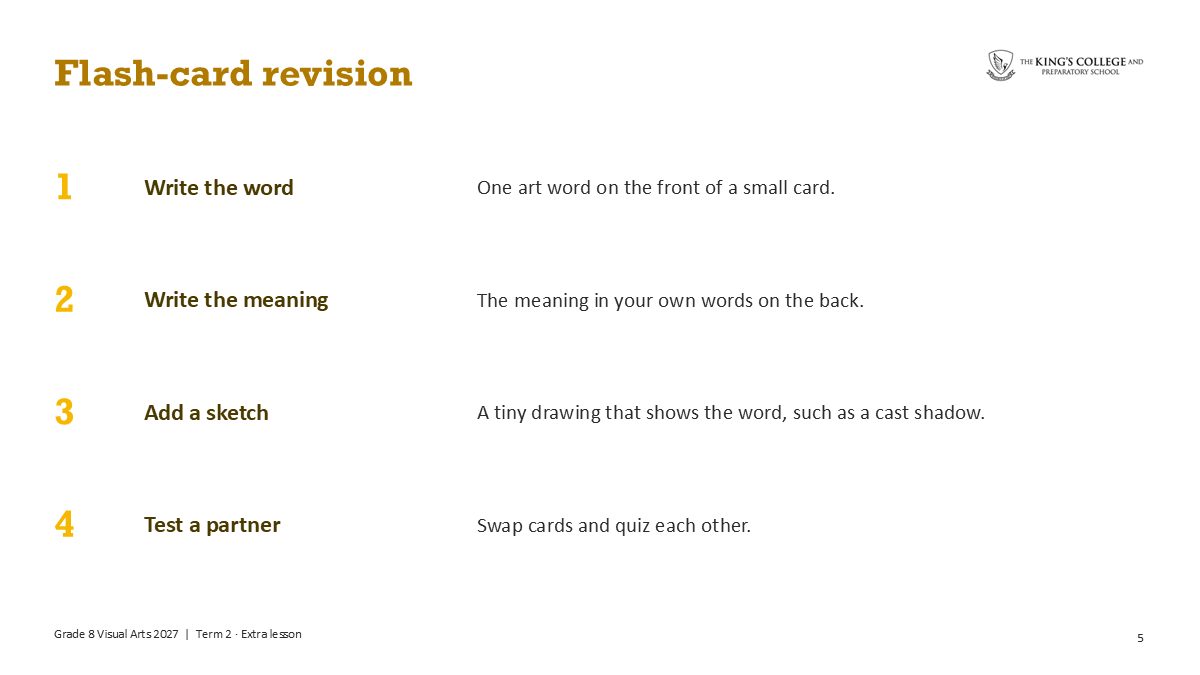 Flash-card revision
THE KING'S COLLEGE AND
PREPARATORY SCHOOL
1 Write the word One art word on the front of a small card.
2 Write the meaning The meaning in your own words on the back.
3 Add a sketch A tiny drawing that shows the word, such as a cast shadow.
4 Test a partner Swap cards and quiz each other.
Grade 8 Visual Arts 2027 | Term 2 · Extra lesson
5